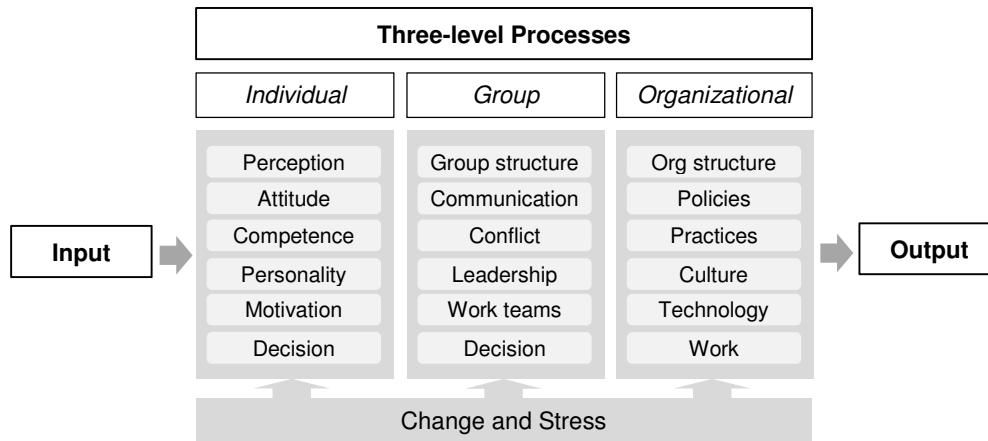 Three-level Processes
Individual
Group
Organizational
Perception
Attitude
Competence
Personality
Motivation
Decision
Group structure
Communication
Conflict
Leadership
Work teams
Decision
Org structure
Policies
Practices
Culture
Technology
Work
Input
Output
Change and Stress